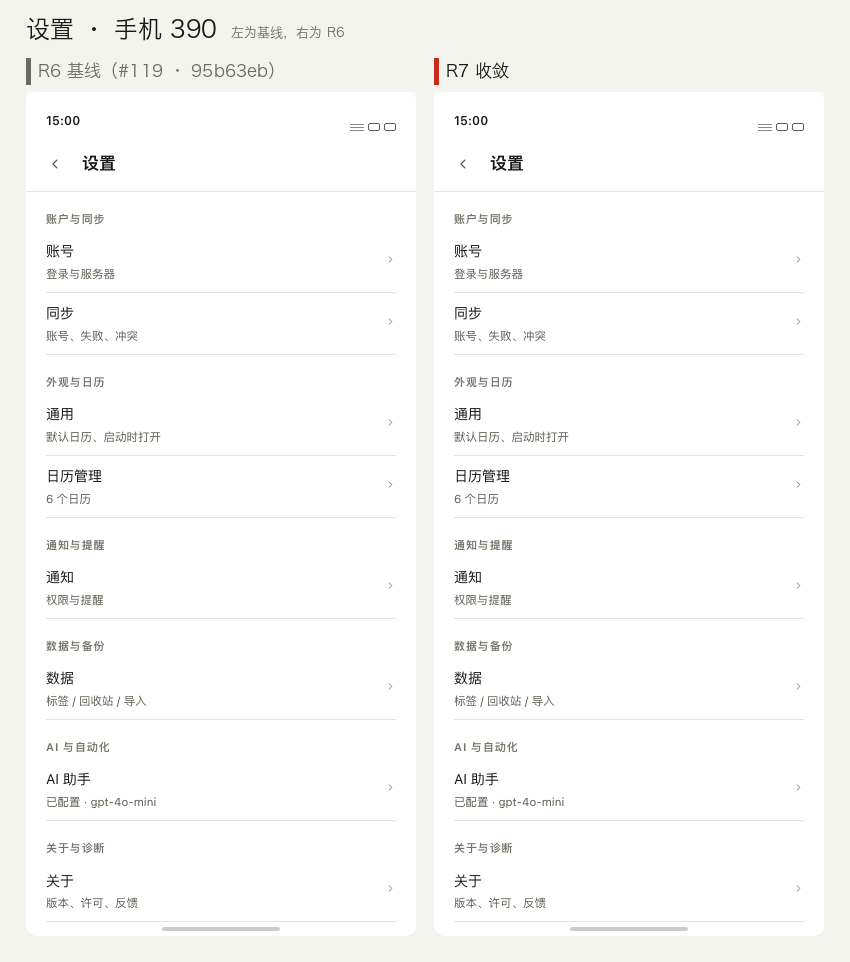 设置 · 手机 390 左为基线，右为 R6
R6 基线（#119 · 95b63eb）
15:00
设置
账户与同步
账号
登录与服务器
同步
账号、失败、冲突
外观与日历
通用
默认日历、启动时打开
日历管理
6 个日历
通知与提醒
通知
权限与提醒
数据与备份
数据
标签 / 回收站 / 导入
AI 与自动化
AI 助手
已配置 · gpt-4o-mini
关于与诊断
关于
版本、许可、反馈
R7 收敛
15:00
设置
账户与同步
账号
登录与服务器
同步
账号、失败、冲突
外观与日历
通用
默认日历、启动时打开
日历管理
6 个日历
通知与提醒
通知
权限与提醒
数据与备份
数据
标签 / 回收站 / 导入
AI 与自动化
AI 助手
已配置 · gpt-4o-mini
关于与诊断
关于
版本、许可、反馈